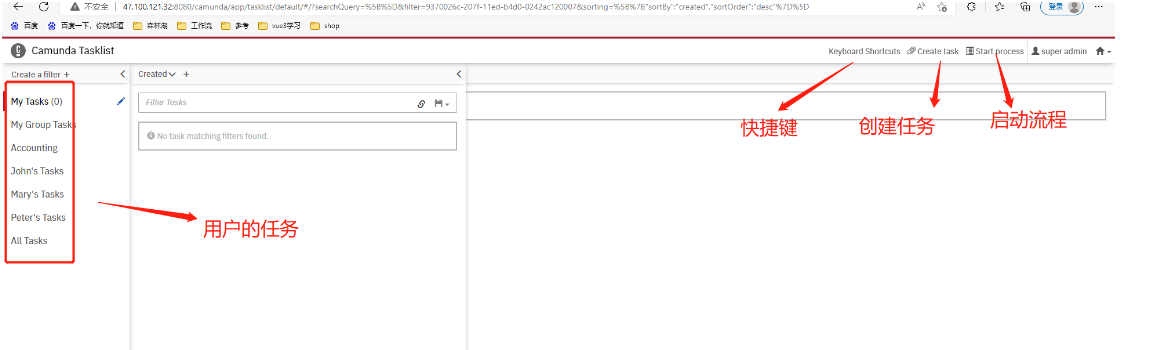 不安全 47.100.121.32:8080/camunda/app/tasklist/default/#/?searchQuery=%5B%5D&filter=9370026c-207f-11ed-b4d0-0242ac120007&sorting=%5B%7B"sortBy":"created","sortOrder":"desc"%7D%5D 登录
百度 百度一下，你就知道 森林湖 工作流 参考 vue3学习 shop
Camunda Tasklist Keyboard Shortcuts Create task Start process super admin
Create a filter + Created +
My Tasks (0) Filter Tasks
My Group Tasks No task matching filters found.
Accounting
John's Tasks
Mary's Tasks
Peter's Tasks
All Tasks
快捷键 创建任务 启动流程
用户的任务